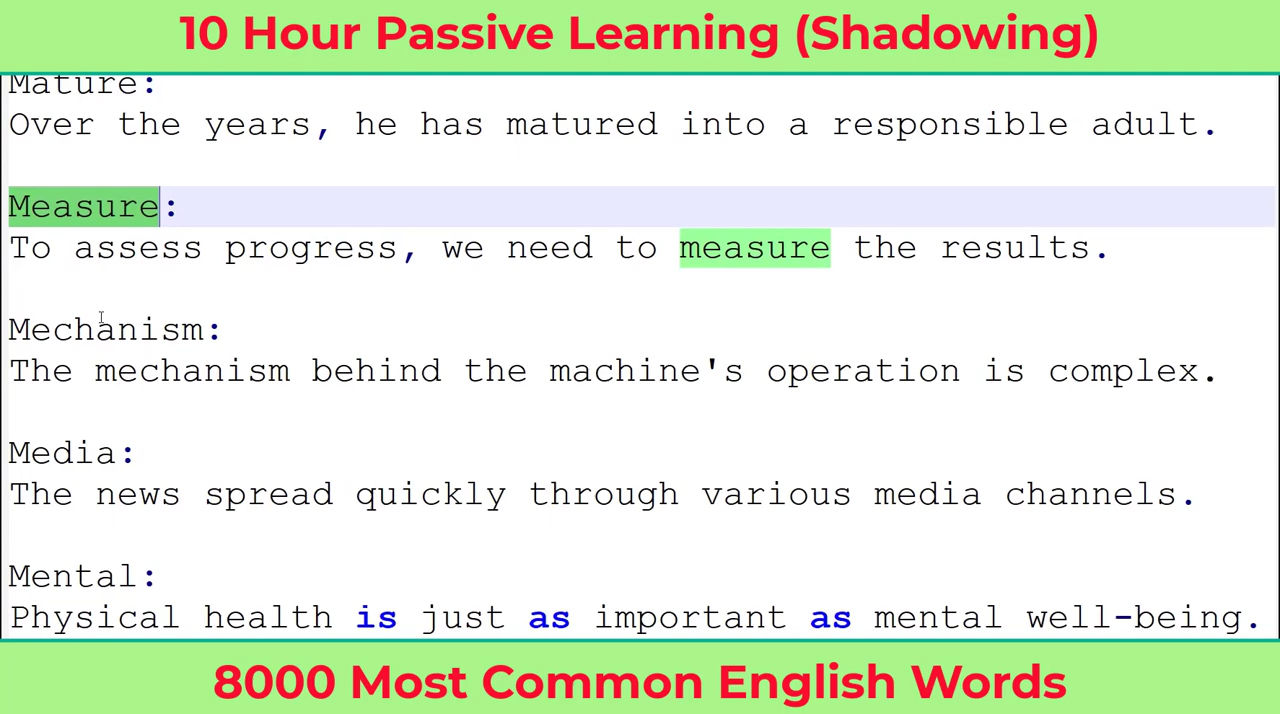 10 Hour Passive Learning (Shadowing)
Mature:
Over the years, he has matured into a responsible adult.
Measure:
To assess progress, we need to measure the results.
Mechanism:
The mechanism behind the machine's operation is complex.
Media:
The news spread quickly through various media channels.
Mental:
Physical health is just as important as mental well-being.
8000 Most Common English Words